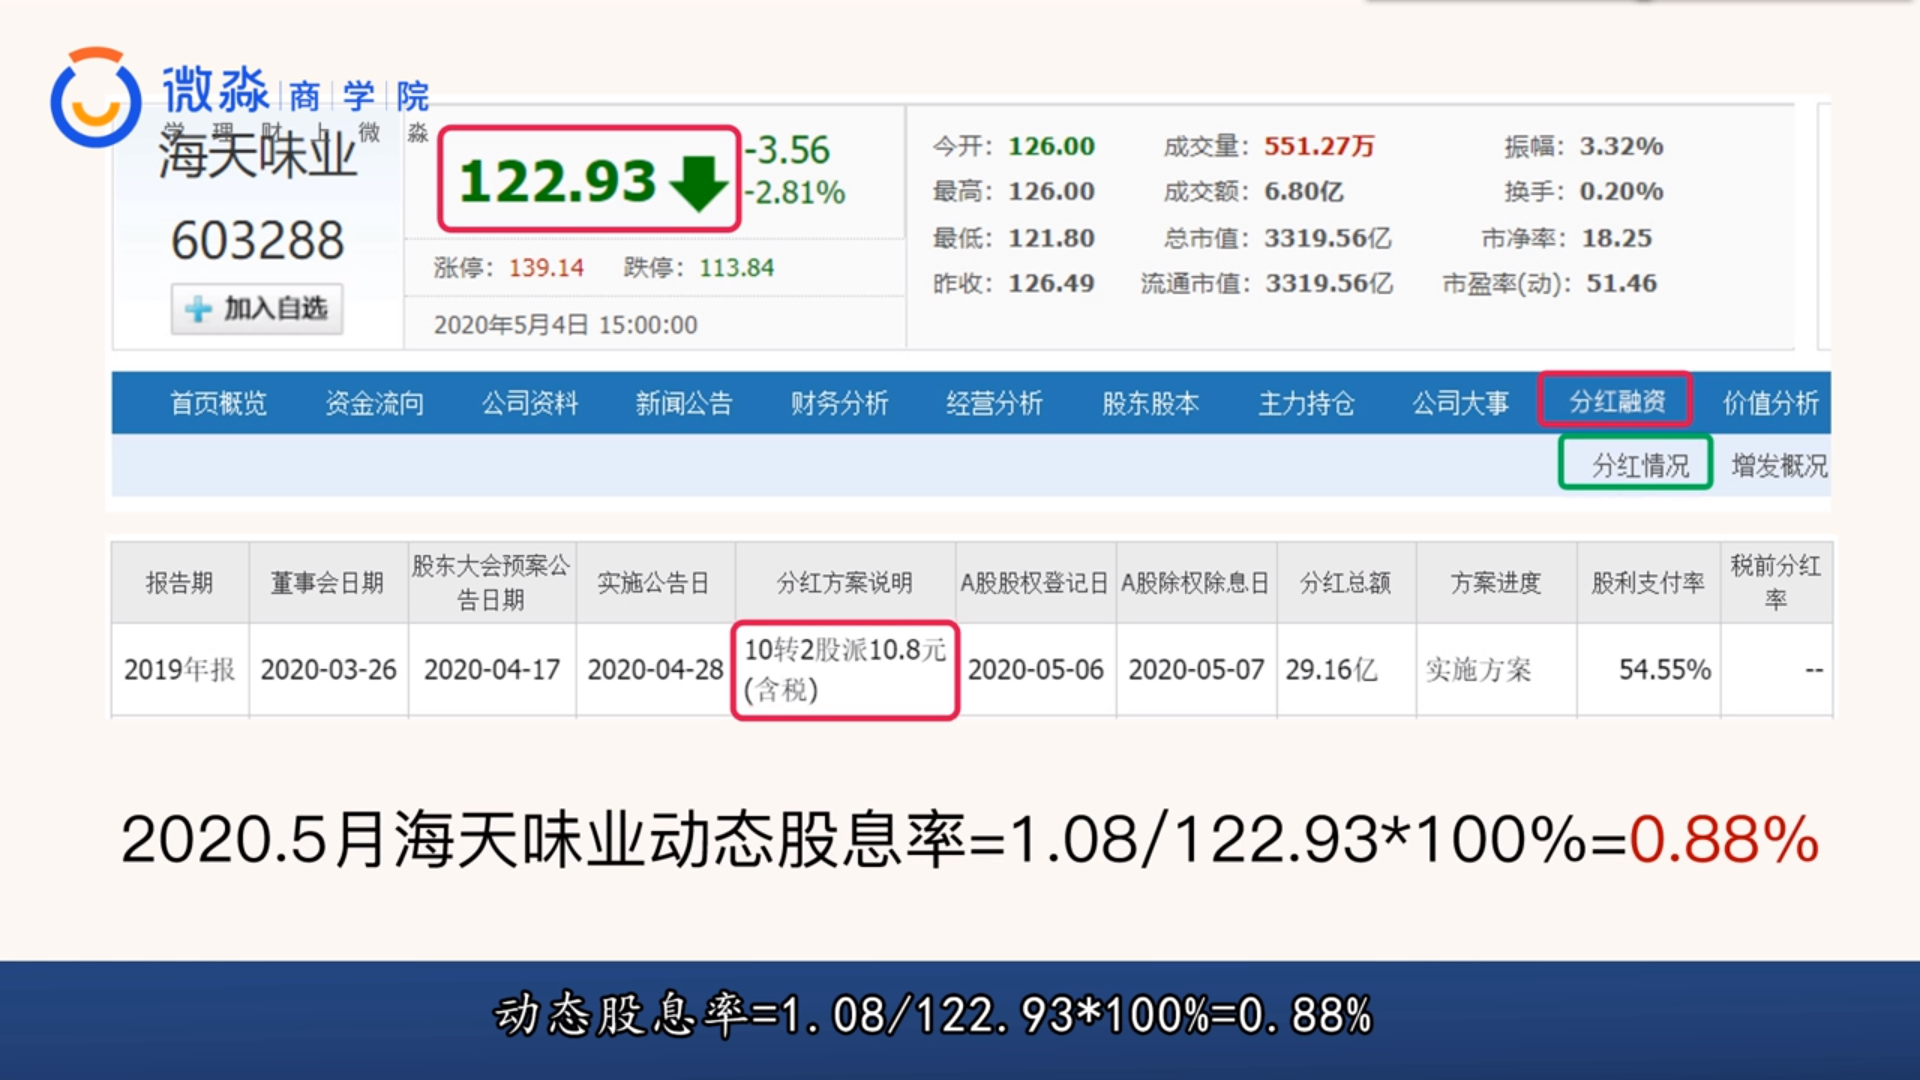 微淼 商 学 院
学 理 财 上 微 淼
海天味业
603288
加入自选
122.93
-3.56
-2.81%
涨停：139.14 跌停：113.84
2020年5月4日 15:00:00
今开：126.00 成交量：551.27万 振幅：3.32%
最高：126.00 成交额：6.80亿 换手：0.20%
最低：121.80 总市值：3319.56亿 市净率：18.25
昨收：126.49 流通市值：3319.56亿 市盈率(动)：51.46
首页概览 资金流向 公司资料 新闻公告 财务分析 经营分析 股东股本 主力持仓 公司大事 分红融资 价值分析
分红情况 增发概况
报告期 董事会日期 股东大会预案公告日期 实施公告日 分红方案说明 A股股权登记日 A股除权除息日 分红总额 方案进度 股利支付率 税前分红率
2019年报 2020-03-26 2020-04-17 2020-04-28 10转2股派10.8元(含税) 2020-05-06 2020-05-07 29.16亿 实施方案 54.55% --
2020.5月海天味业动态股息率=1.08/122.93*100%=0.88%
动态股息率=1.08/122.93*100%=0.88%